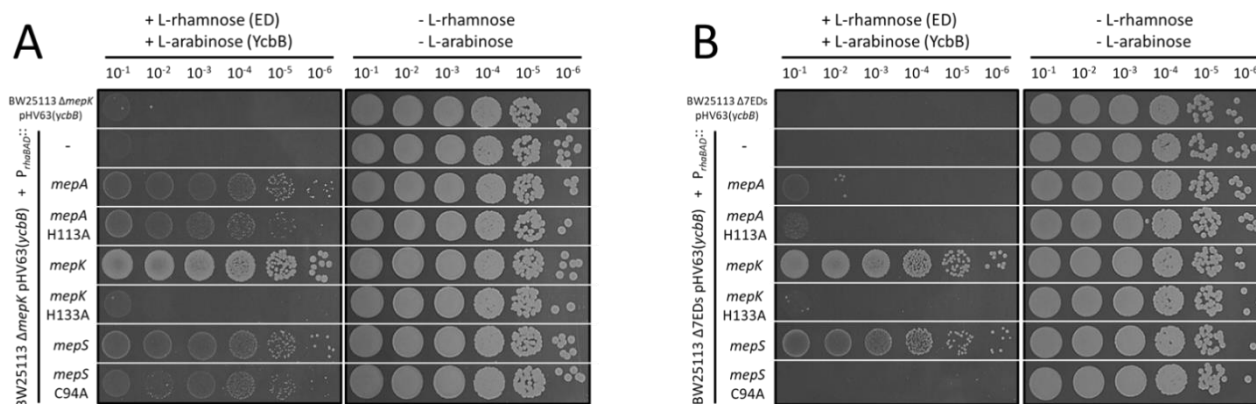 A
+ L-rhamnose (ED)
+ L-arabinose (YcbB)
- L-rhamnose
- L-arabinose
10⁻¹ 10⁻² 10⁻³ 10⁻⁴ 10⁻⁵ 10⁻⁶
10⁻¹ 10⁻² 10⁻³ 10⁻⁴ 10⁻⁵ 10⁻⁶
BW25113 ΔmepK
pHV63(ycbB)
BW25113 ΔmepK pHV63(ycbB) + PrhaBAD::
-
mepA
mepA
H113A
mepK
mepK
H133A
mepS
mepS
C94A
B
+ L-rhamnose (ED)
+ L-arabinose (YcbB)
- L-rhamnose
- L-arabinose
10⁻¹ 10⁻² 10⁻³ 10⁻⁴ 10⁻⁵ 10⁻⁶
10⁻¹ 10⁻² 10⁻³ 10⁻⁴ 10⁻⁵ 10⁻⁶
BW25113 Δ7EDs
pHV63(ycbB)
BW25113 Δ7EDs pHV63(ycbB) + PrhaBAD::
-
mepA
mepA
H113A
mepK
mepK
H133A
mepS
mepS
C94A